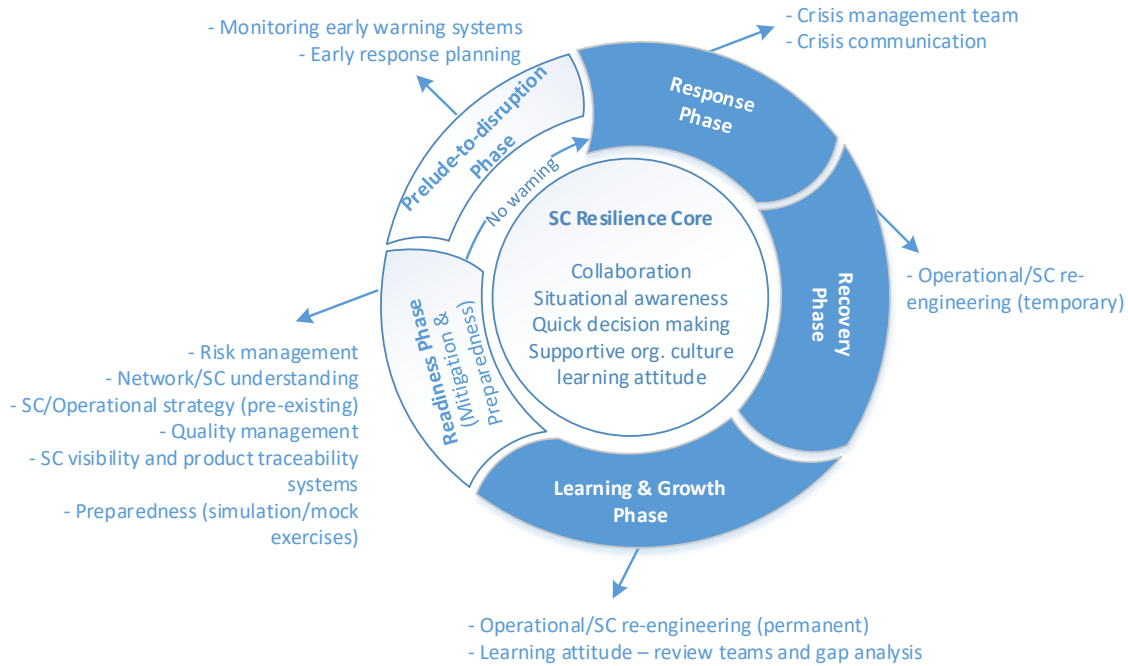 - Monitoring early warning systems
- Early response planning
- Crisis management team
- Crisis communication
Prelude-to-disruption
Phase
Response
Phase
No warning
SC Resilience Core
Collaboration
Situational awareness
Quick decision making
Supportive org. culture
learning attitude
Recovery
Phase
- Operational/SC re-
engineering (temporary)
Readiness Phase
(Mitigation &
Preparedness)
- Risk management
- Network/SC understanding
- SC/Operational strategy (pre-existing)
- Quality management
- SC visibility and product traceability
systems
- Preparedness (simulation/mock
exercises)
Learning & Growth
Phase
- Operational/SC re-engineering (permanent)
- Learning attitude – review teams and gap analysis